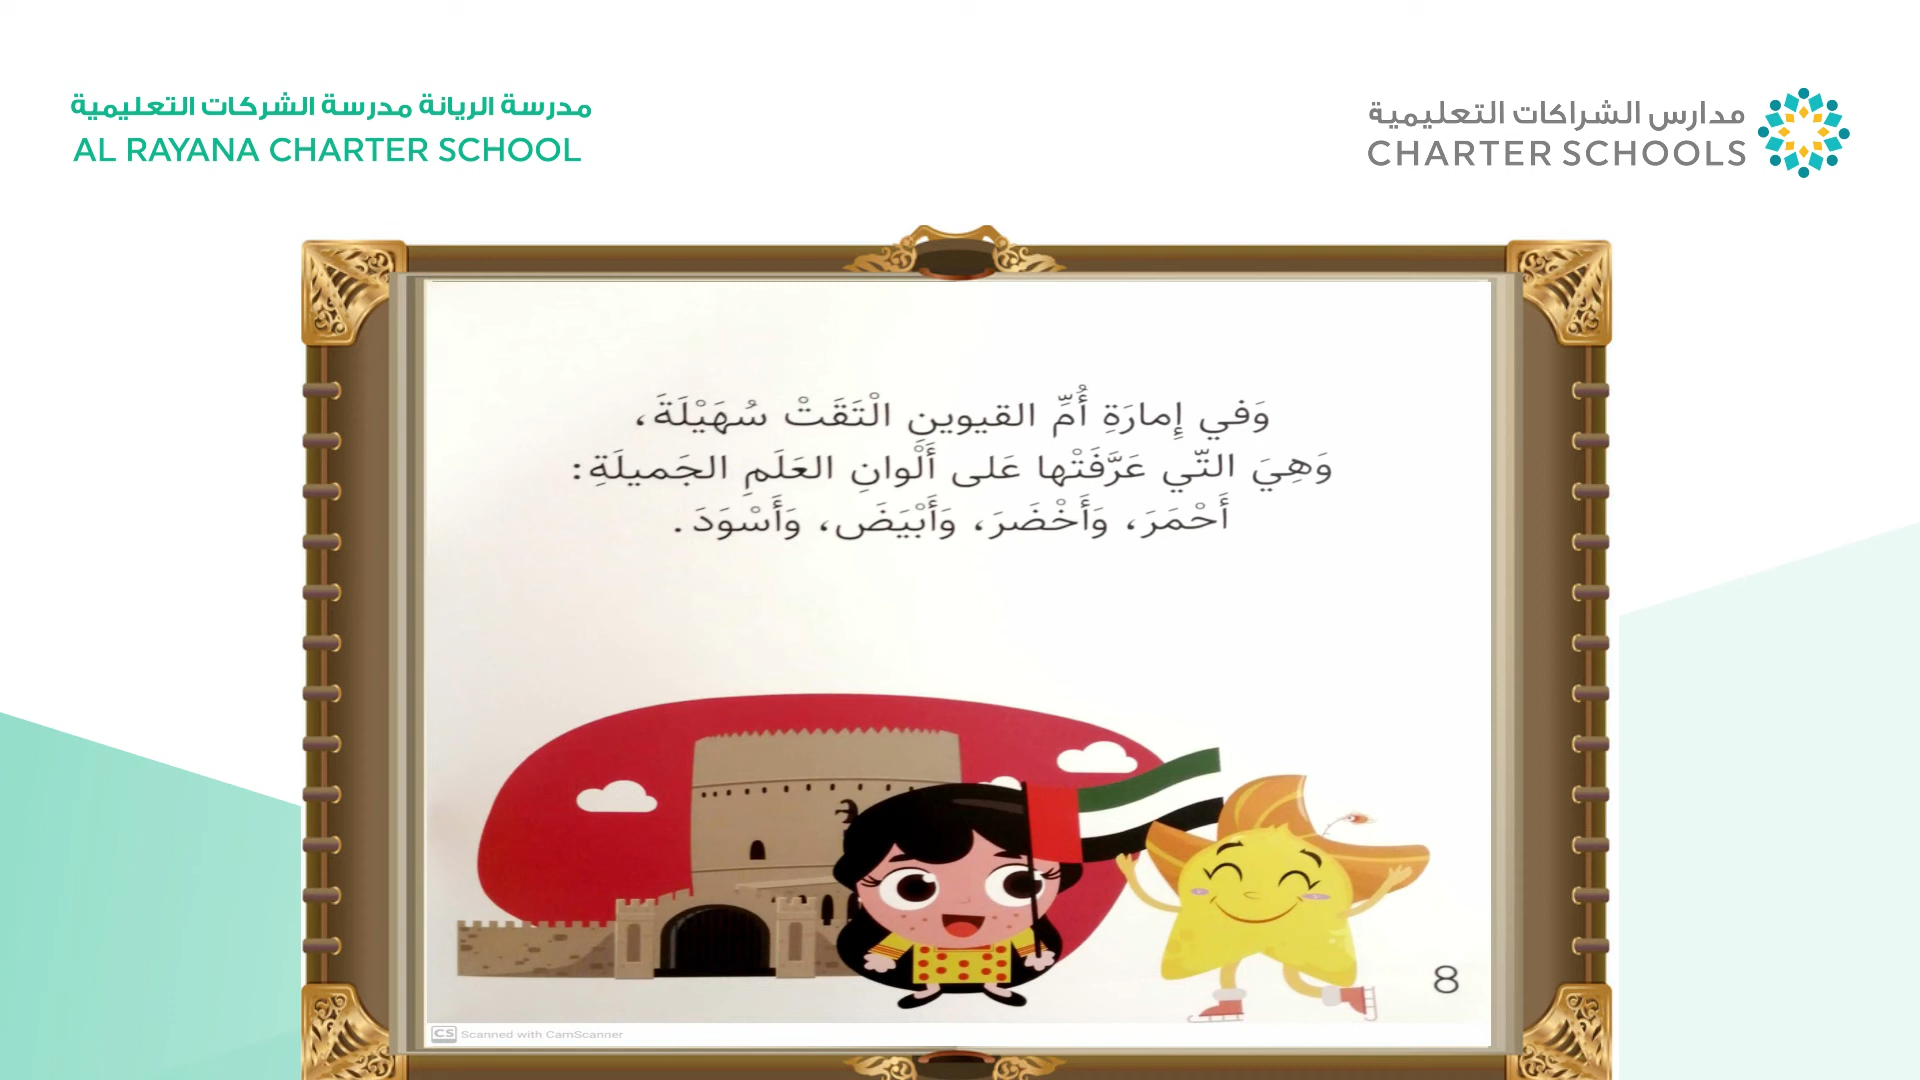 مدرسة الريانة مدرسة الشركات التعليمية
AL RAYANA CHARTER SCHOOL
مدارس الشراكات التعليمية
CHARTER SCHOOLS
وَفي إِمارَةِ أُمِّ القيوين الْتَقَتْ سُهَيْلَةَ،
وَهِيَ التّي عَرَّفَتْها عَلى أَلْوانِ العَلَمِ الجَميلَةِ:
أَحْمَرَ، وَأَخْضَرَ، وَأَبْيَضَ، وَأَسْوَدَ.
8
CS Scanned with CamScanner